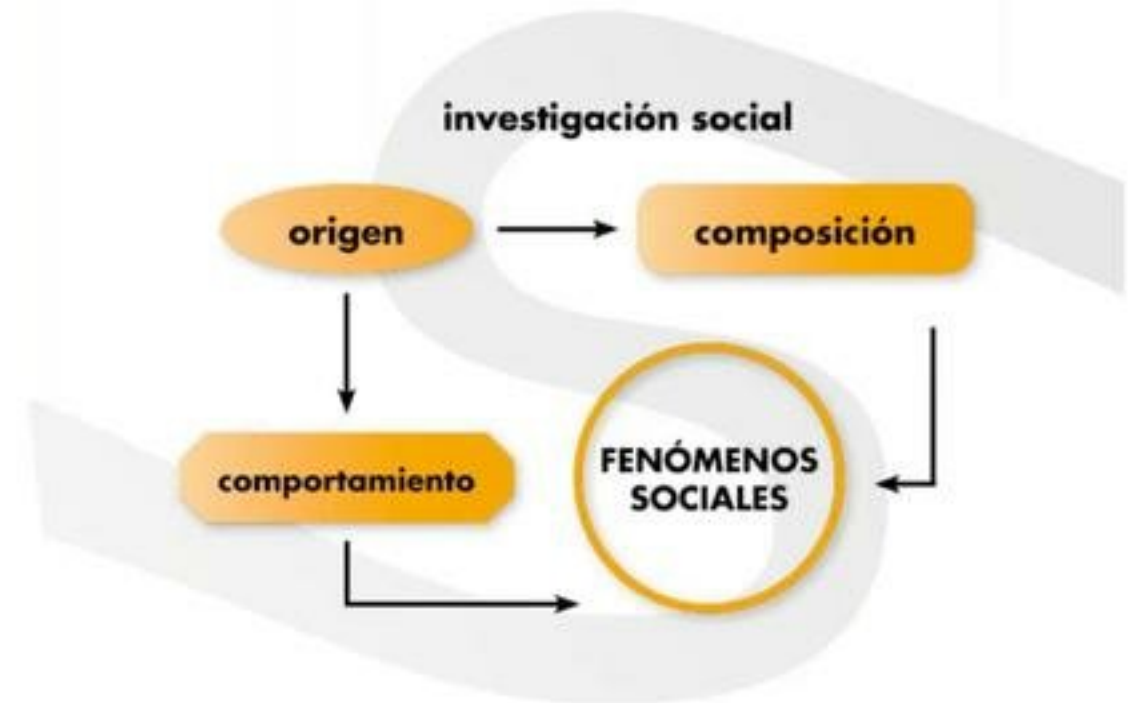 investigación social
origen
composición
comportamiento
FENÓMENOS
SOCIALES